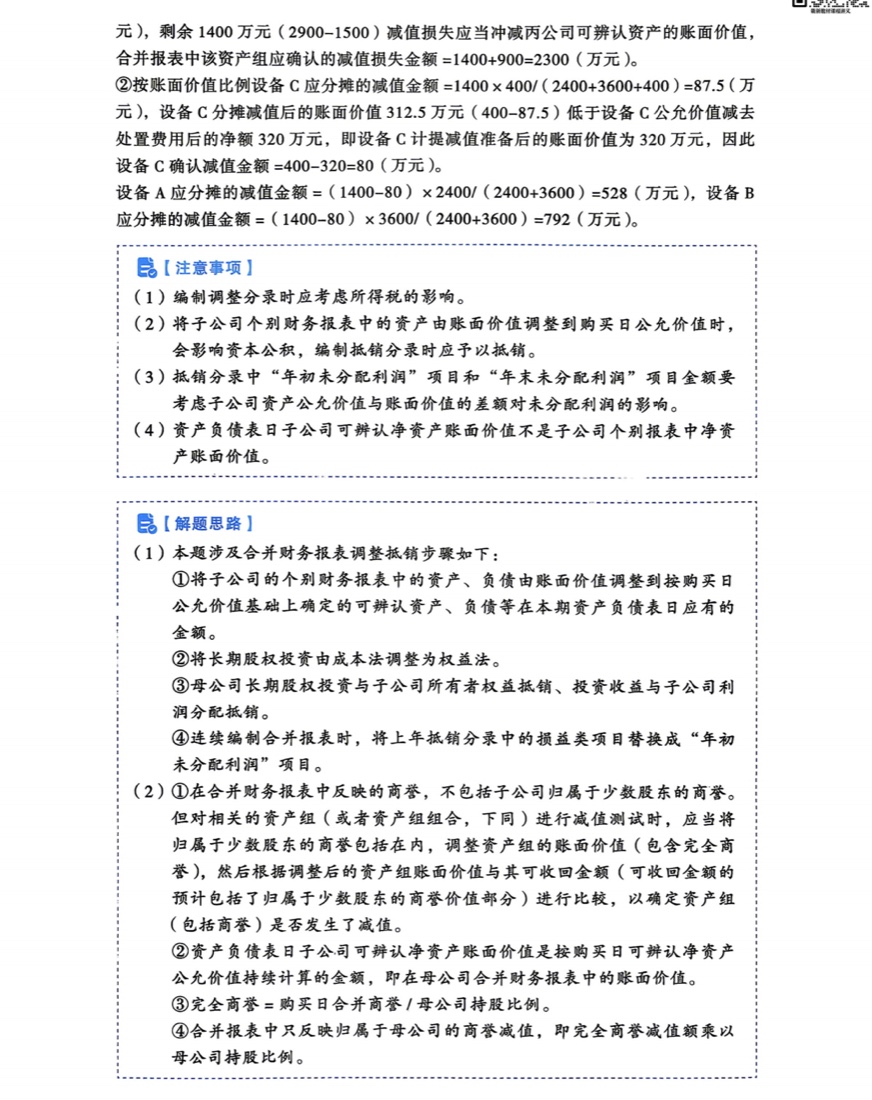 元），剩余 1400 万元（2900-1500）减值损失应当冲减丙公司可辨认资产的账面价值，
合并报表中该资产组应确认的减值损失金额 =1400+900=2300（万元）。
②按账面价值比例设备 C 应分摊的减值金额 =1400×400/（2400+3600+400）=87.5（万
元），设备 C 分摊减值后的账面价值 312.5 万元（400-87.5）低于设备 C 公允价值减去
处置费用后的净额 320 万元，即设备 C 计提减值准备后的账面价值为 320 万元，因此
设备 C 确认减值金额 =400-320=80（万元）。
设备 A 应分摊的减值金额 =（1400-80）×2400/（2400+3600）=528（万元），设备 B
应分摊的减值金额 =（1400-80）×3600/（2400+3600）=792（万元）。
【注意事项】
（1）编制调整分录时应考虑所得税的影响。
（2）将子公司个别财务报表中的资产由账面价值调整到购买日公允价值时，
会影响资本公积，编制抵销分录时应予以抵销。
（3）抵销分录中“年初未分配利润”项目和“年末未分配利润”项目金额要
考虑子公司资产公允价值与账面价值的差额对未分配利润的影响。
（4）资产负债表日子公司可辨认净资产账面价值不是子公司个别报表中净资
产账面价值。
【解题思路】
（1）本题涉及合并财务报表调整抵销步骤如下：
①将子公司的个别财务报表中的资产、负债由账面价值调整到按购买日
公允价值基础上确定的可辨认资产、负债等在本期资产负债表日应有的
金额。
②将长期股权投资由成本法调整为权益法。
③母公司长期股权投资与子公司所有者权益抵销、投资收益与子公司利
润分配抵销。
④连续编制合并报表时，将上年抵销分录中的损益类项目替换成“年初
未分配利润”项目。
（2）①在合并财务报表中反映的商誉，不包括子公司归属于少数股东的商誉。
但对相关的资产组（或者资产组组合，下同）进行减值测试时，应当将
归属于少数股东的商誉包括在内，调整资产组的账面价值（包含完全商
誉），然后根据调整后的资产组账面价值与其可收回金额（可收回金额的
预计包括了归属于少数股东的商誉价值部分）进行比较，以确定资产组
（包括商誉）是否发生了减值。
②资产负债表日子公司可辨认净资产账面价值是按购买日可辨认净资产
公允价值持续计算的金额，即在母公司合并财务报表中的账面价值。
③完全商誉 = 购买日合并商誉 / 母公司持股比例。
④合并报表中只反映归属于母公司的商誉减值，即完全商誉减值额乘以
母公司持股比例。